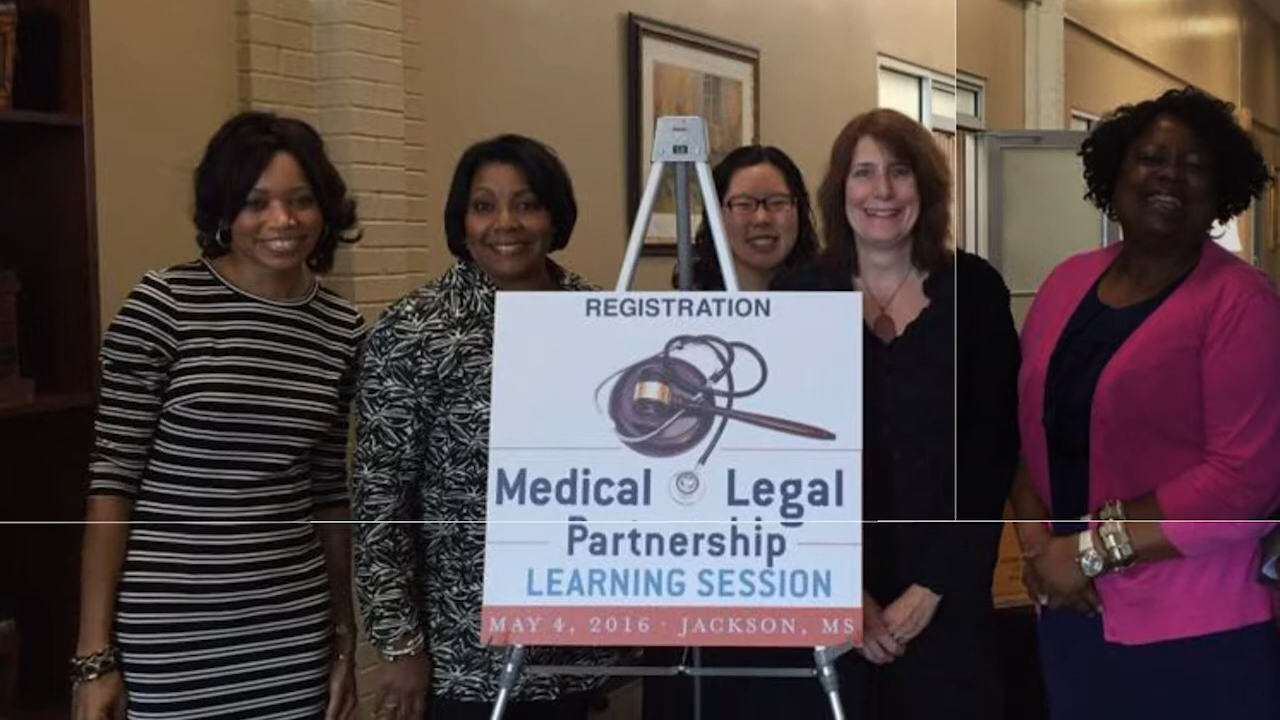 REGISTRATION
Medical Legal
Partnership
LEARNING SESSION
MAY 4, 2016 · JACKSON, MS